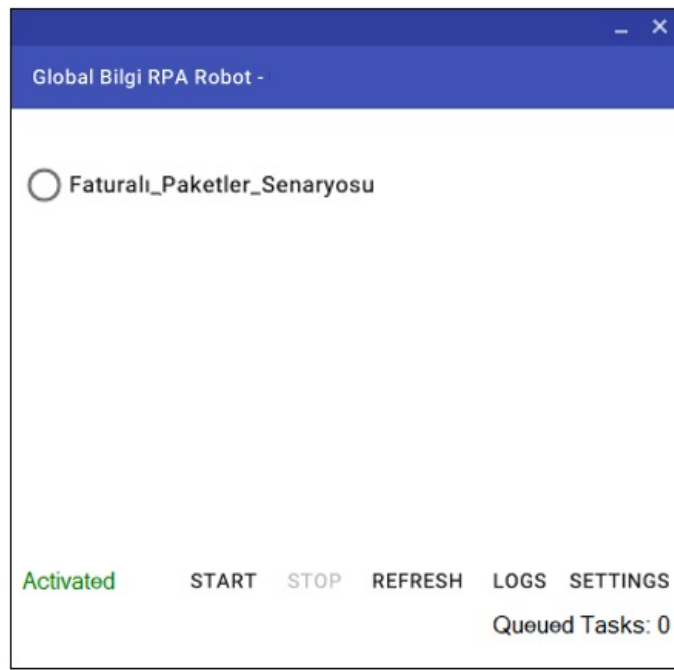 Global Bilgi RPA Robot -
Faturalı_Paketler_Senaryosu
Activated START STOP REFRESH LOGS SETTINGS
Queued Tasks: 0